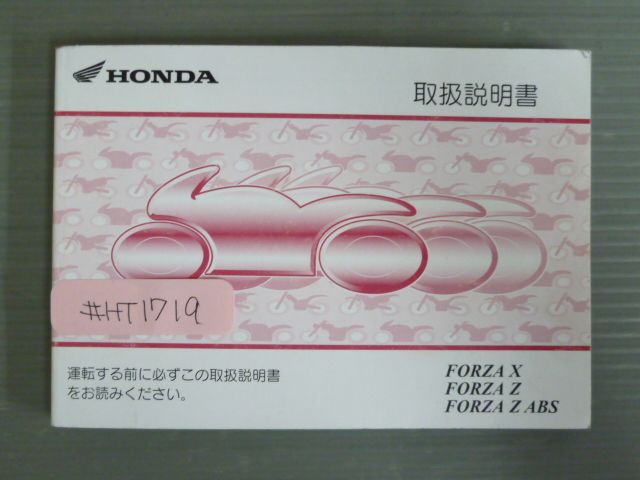 HONDA
取扱説明書
#HT1719
運転する前に必ずこの取扱説明書
をお読みください。
FORZA X
FORZA Z
FORZA Z ABS